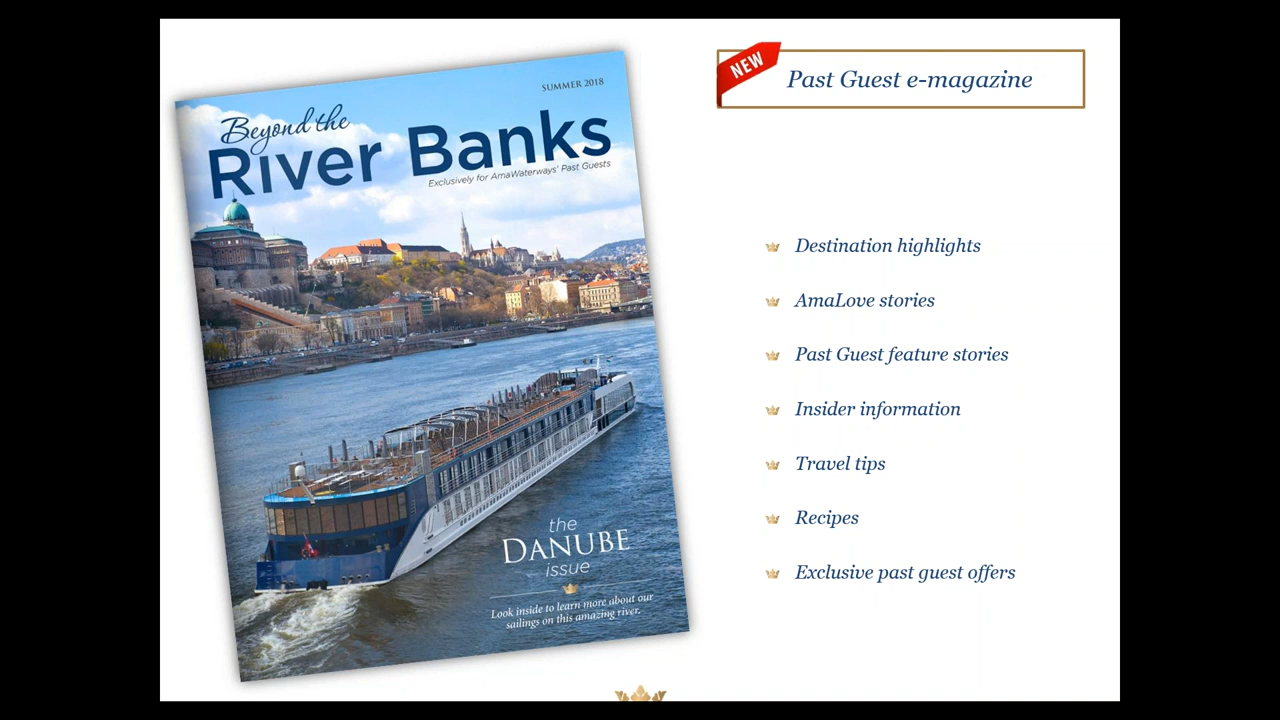 SUMMER 2018
Beyond the
River Banks
Exclusively for AmaWaterways' Past Guests
the
DANUBE
issue
Look inside to learn more about our
sailings on this amazing river.
NEW
Past Guest e-magazine
Destination highlights
AmaLove stories
Past Guest feature stories
Insider information
Travel tips
Recipes
Exclusive past guest offers